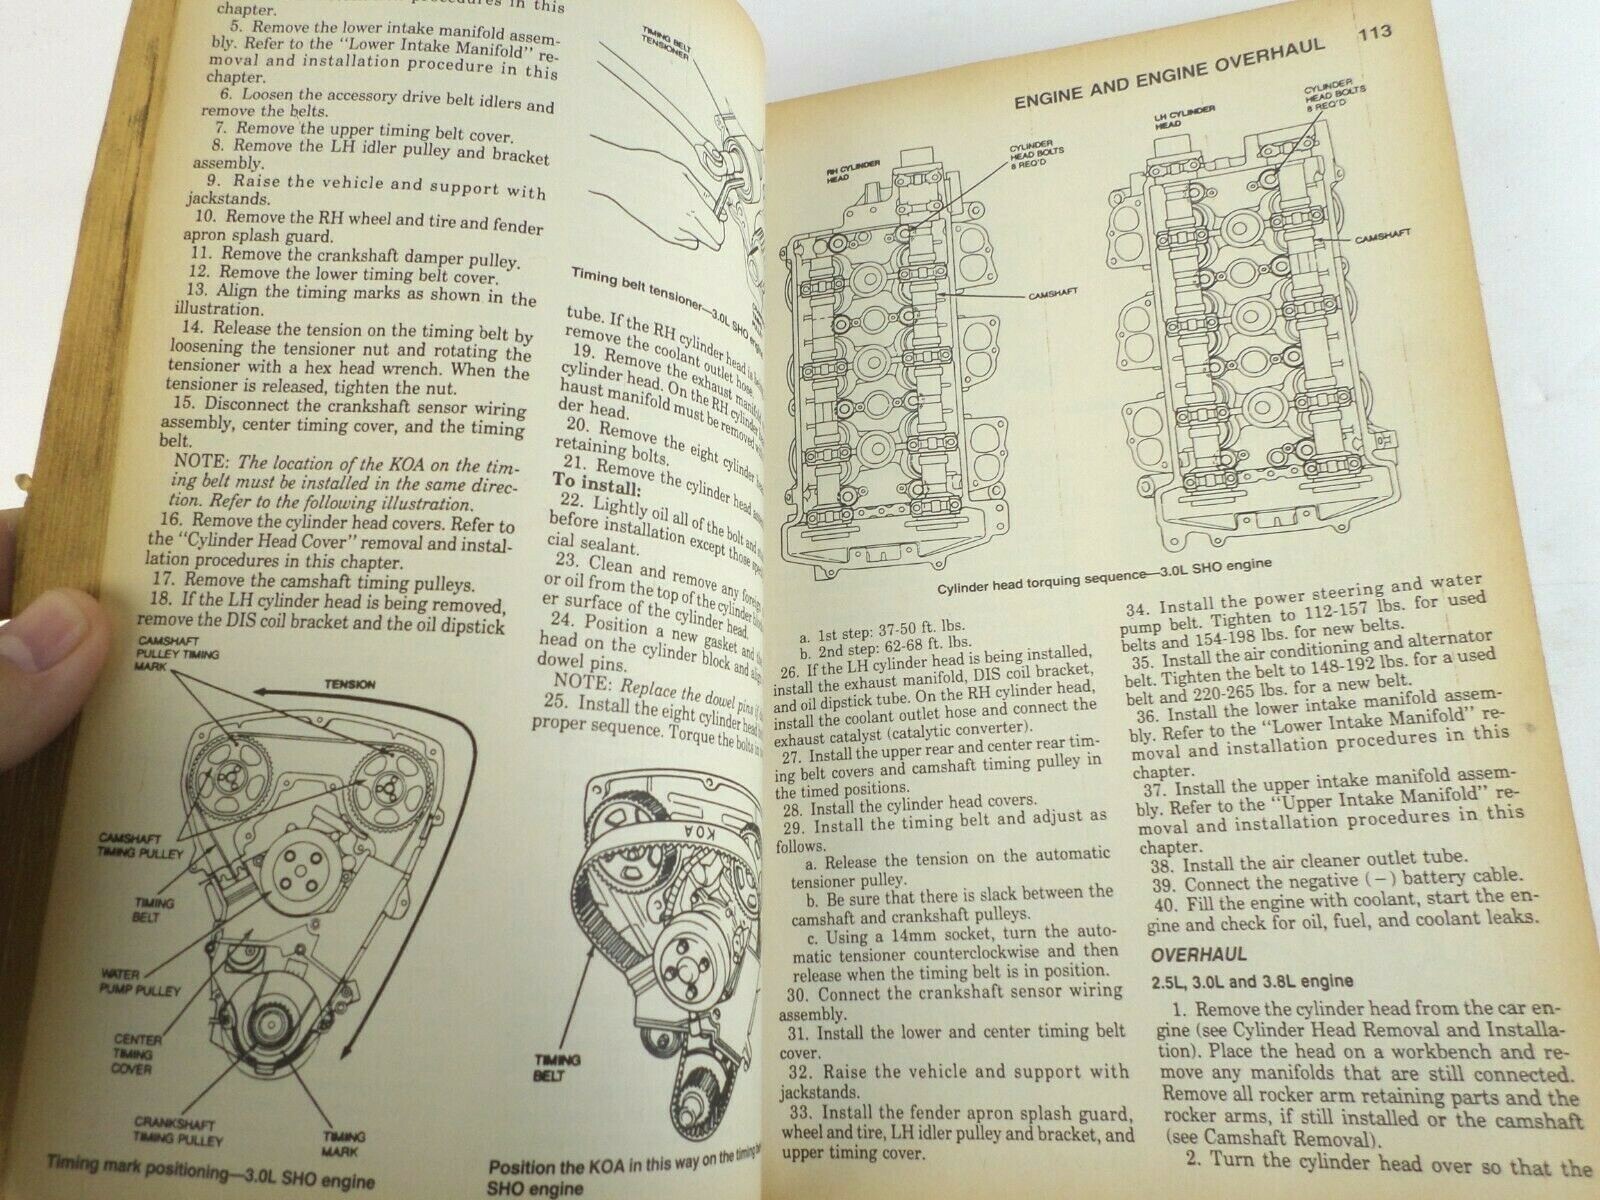 chapter.
5. Remove the lower intake manifold assem-
bly. Refer to the "Lower Intake Manifold" re-
moval and installation procedure in this
chapter.
6. Loosen the accessory drive belt idlers and
remove the belts.
7. Remove the upper timing belt cover.
8. Remove the LH idler pulley and bracket
assembly.
9. Raise the vehicle and support with
jackstands.
10. Remove the RH wheel and tire and fender
apron splash guard.
11. Remove the crankshaft damper pulley.
12. Remove the lower timing belt cover.
13. Align the timing marks as shown in the
illustration.
14. Release the tension on the timing belt by
loosening the tensioner nut and rotating the
tensioner with a hex head wrench. When the
tensioner is released, tighten the nut.
15. Disconnect the crankshaft sensor wiring
assembly, center timing cover, and the timing
belt.
NOTE: The location of the KOA on the tim-
ing belt must be installed in the same direc-
tion. Refer to the following illustration.
16. Remove the cylinder head covers. Refer to
the "Cylinder Head Cover" removal and instal-
lation procedures in this chapter.
17. Remove the camshaft timing pulleys.
18. If the LH cylinder head is being removed,
remove the DIS coil bracket and the oil dipstick
CAMSHAFT
PULLEY TIMING
MARK
TENSION
CAMSHAFT
TIMING PULLEY
TIMING
BELT
WATER
PUMP PULLEY
CENTER
TIMING
COVER
CRANKSHAFT
TIMING PULLEY
TIMING
MARK
Timing mark positioning—3.0L SHO engine
TIMING BELT
TENSIONER
Timing belt tensioner—3.0L SHO
tube. If the RH cylinder head is
remove the coolant outlet hose.
19. Remove the exhaust manifold
cylinder head. On the RH cylinder
haust manifold must be removed
der head.
20. Remove the eight cylinder
retaining bolts.
21. Remove the cylinder head
To install:
22. Lightly oil all of the bolt and
before installation except those
cial sealant.
23. Clean and remove any
or oil from the top of the cylinder
er surface of the cylinder head.
24. Position a new gasket and
head on the cylinder block and
dowel pins.
NOTE: Replace the dowel pins
25. Install the eight cylinder head
proper sequence. Torque the bolts
KOA
TIMING
BELT
Position the KOA in this way on the timing
SHO engine
ENGINE AND ENGINE OVERHAUL 113
RH CYLINDER
HEAD
CYLINDER
HEAD BOLTS
8 REQ'D
CAMSHAFT
LH CYLINDER
HEAD
CYLINDER
HEAD BOLTS
8 REQ'D
CAMSHAFT
Cylinder head torquing sequence—3.0L SHO engine
a. 1st step: 37-50 ft. lbs.
b. 2nd step: 62-68 ft. lbs.
26. If the LH cylinder head is being installed,
install the exhaust manifold, DIS coil bracket,
and oil dipstick tube. On the RH cylinder head,
install the coolant outlet hose and connect the
exhaust catalyst (catalytic converter).
27. Install the upper rear and center rear tim-
ing belt covers and camshaft timing pulley in
the timed positions.
28. Install the cylinder head covers.
29. Install the timing belt and adjust as
follows.
a. Release the tension on the automatic
tensioner pulley.
b. Be sure that there is slack between the
camshaft and crankshaft pulleys.
c. Using a 14mm socket, turn the auto-
matic tensioner counterclockwise and then
release when the timing belt is in position.
30. Connect the crankshaft sensor wiring
assembly.
31. Install the lower and center timing belt
cover.
32. Raise the vehicle and support with
jackstands.
33. Install the fender apron splash guard,
wheel and tire, LH idler pulley and bracket, and
upper timing cover.
34. Install the power steering and water
pump belt. Tighten to 112-157 lbs. for used
belts and 154-198 lbs. for new belts.
35. Install the air conditioning and alternator
belt. Tighten the belt to 148-192 lbs. for a used
belt and 220-265 lbs. for a new belt.
36. Install the lower intake manifold assem-
bly. Refer to the "Lower Intake Manifold" re-
moval and installation procedures in this
chapter.
37. Install the upper intake manifold assem-
bly. Refer to the "Upper Intake Manifold" re-
moval and installation procedures in this
chapter.
38. Install the air cleaner outlet tube.
39. Connect the negative (−) battery cable.
40. Fill the engine with coolant, start the en-
gine and check for oil, fuel, and coolant leaks.
OVERHAUL
2.5L, 3.0L and 3.8L engine
1. Remove the cylinder head from the car en-
gine (see Cylinder Head Removal and Installa-
tion). Place the head on a workbench and re-
move any manifolds that are still connected.
Remove all rocker arm retaining parts and the
rocker arms, if still installed or the camshaft
(see Camshaft Removal).
2. Turn the cylinder head over so that the